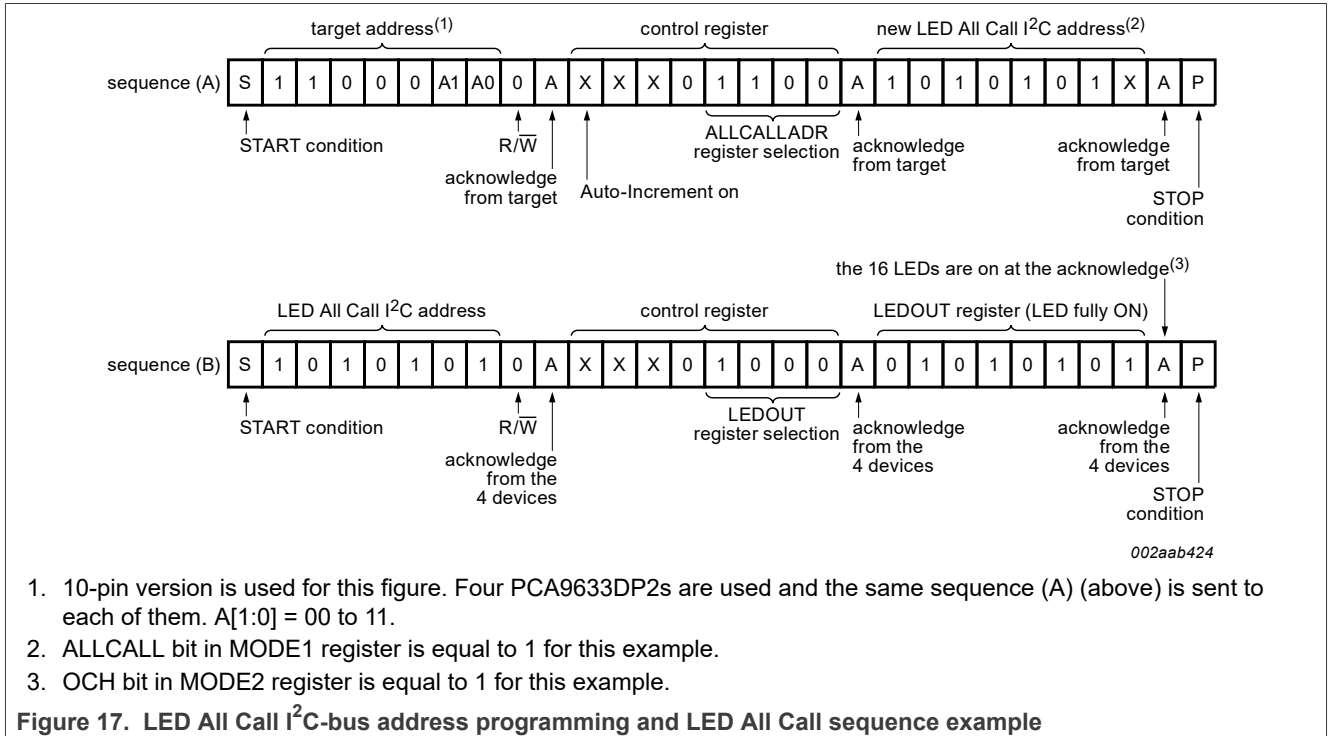 target address(1) control register new LED All Call I2C address(2)
sequence (A) S 1 1 0 0 0 A1 A0 0 A X X X 0 1 1 0 0 A 1 0 1 0 1 0 1 X A P
START condition
R/W
acknowledge
from target
Auto-Increment on
ALLCALLADR
register selection
acknowledge
from target
acknowledge
from target
STOP
condition
the 16 LEDs are on at the acknowledge(3)
LED All Call I2C address control register LEDOUT register (LED fully ON)
sequence (B) S 1 0 1 0 1 0 1 0 A X X X 0 1 0 0 0 A 0 1 0 1 0 1 0 1 A P
START condition
R/W
acknowledge
from the
4 devices
LEDOUT
register selection
acknowledge
from the
4 devices
acknowledge
from the
4 devices
STOP
condition
002aab424
1. 10-pin version is used for this figure. Four PCA9633DP2s are used and the same sequence (A) (above) is sent to
each of them. A[1:0] = 00 to 11.
2. ALLCALL bit in MODE1 register is equal to 1 for this example.
3. OCH bit in MODE2 register is equal to 1 for this example.
Figure 17. LED All Call I2C-bus address programming and LED All Call sequence example